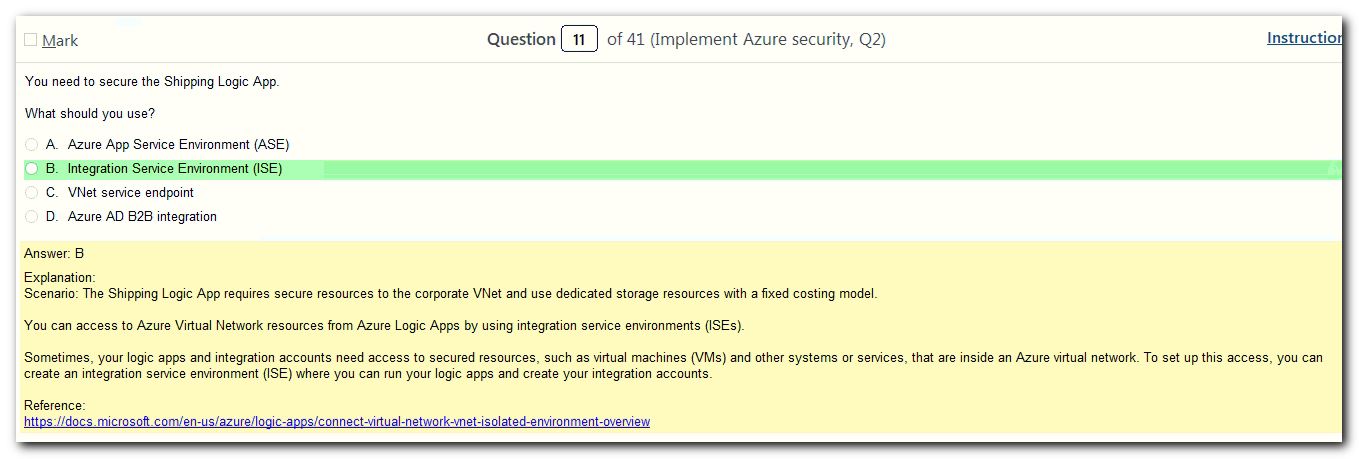 Mark
Question 11 of 41 (Implement Azure security, Q2)
Instruction
You need to secure the Shipping Logic App.
What should you use?
A. Azure App Service Environment (ASE)
B. Integration Service Environment (ISE)
C. VNet service endpoint
D. Azure AD B2B integration
Answer: B
Explanation:
Scenario: The Shipping Logic App requires secure resources to the corporate VNet and use dedicated storage resources with a fixed costing model.
You can access to Azure Virtual Network resources from Azure Logic Apps by using integration service environments (ISEs).
Sometimes, your logic apps and integration accounts need access to secured resources, such as virtual machines (VMs) and other systems or services, that are inside an Azure virtual network. To set up this access, you can
create an integration service environment (ISE) where you can run your logic apps and create your integration accounts.
Reference:
https://docs.microsoft.com/en-us/azure/logic-apps/connect-virtual-network-vnet-isolated-environment-overview